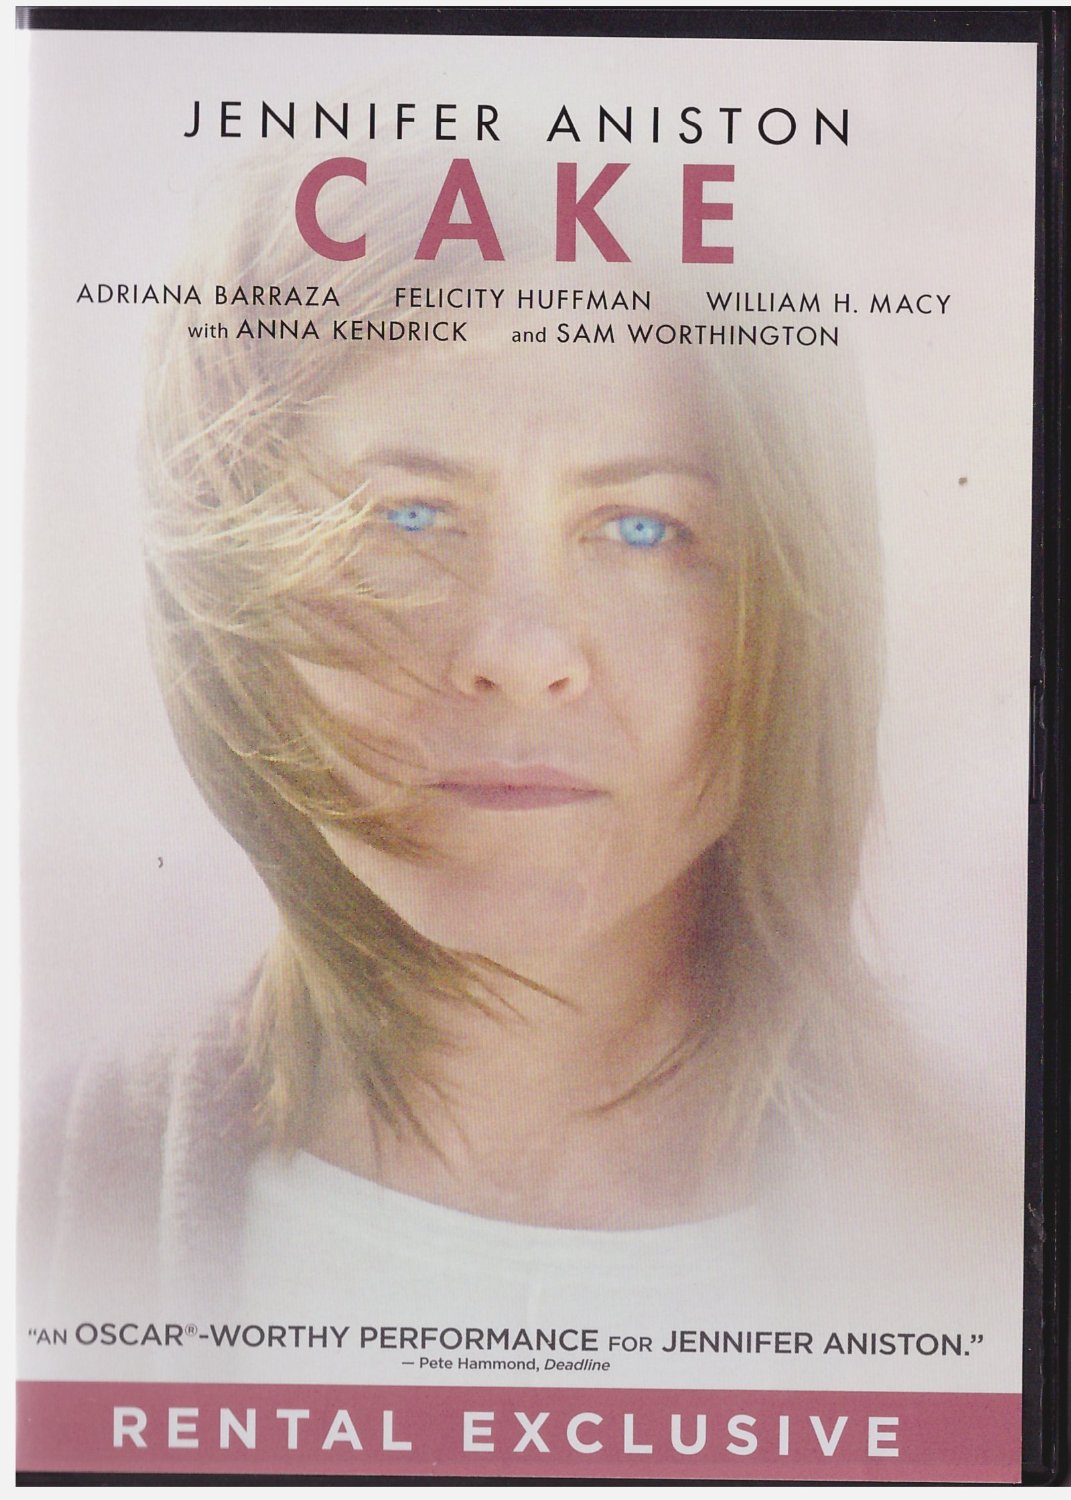 JENNIFER ANISTON
CAKE
ADRIANA BARRAZA FELICITY HUFFMAN WILLIAM H. MACY
with ANNA KENDRICK and SAM WORTHINGTON
“AN OSCAR®-WORTHY PERFORMANCE FOR JENNIFER ANISTON.”
— Pete Hammond, Deadline
RENTAL EXCLUSIVE